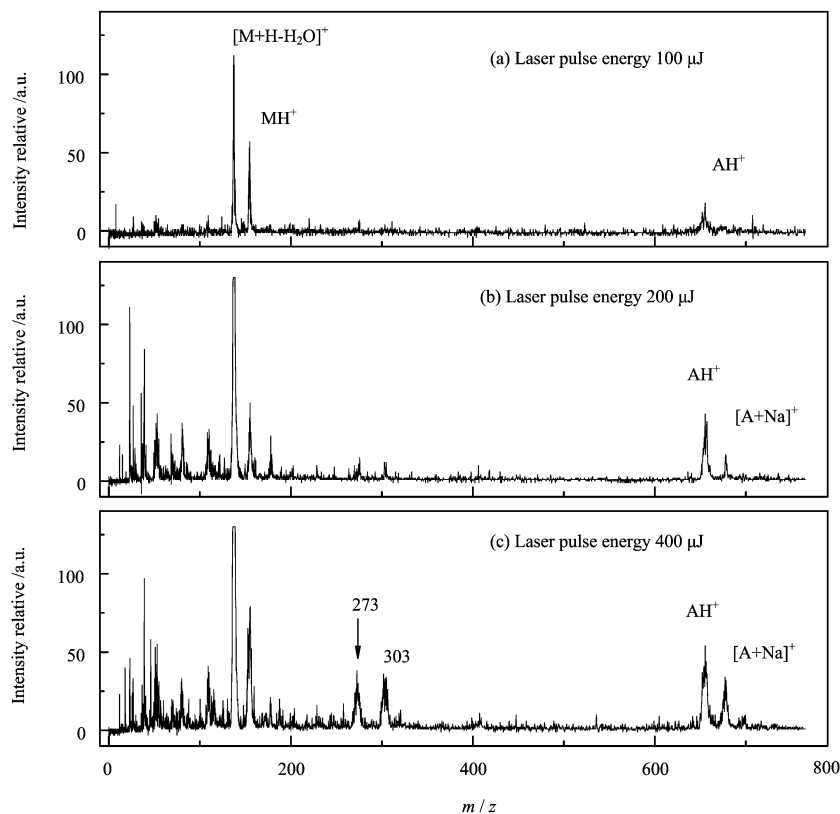 [M+H-H₂O]⁺
(a) Laser pulse energy 100 μJ
MH⁺
AH⁺
Intensity relative /a.u.
100
50
0
(b) Laser pulse energy 200 μJ
AH⁺
[A+Na]⁺
Intensity relative /a.u.
100
50
0
(c) Laser pulse energy 400 μJ
273
303
AH⁺
[A+Na]⁺
Intensity relative /a.u.
100
50
0
0 200 400 600 800
m / z